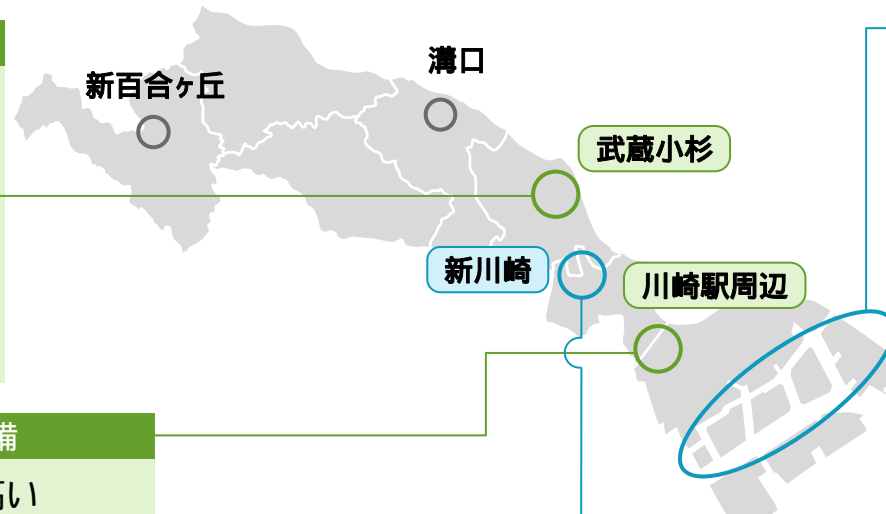 溝口
新百合ヶ丘
武蔵小杉
新川崎
川崎駅周辺
備
高い